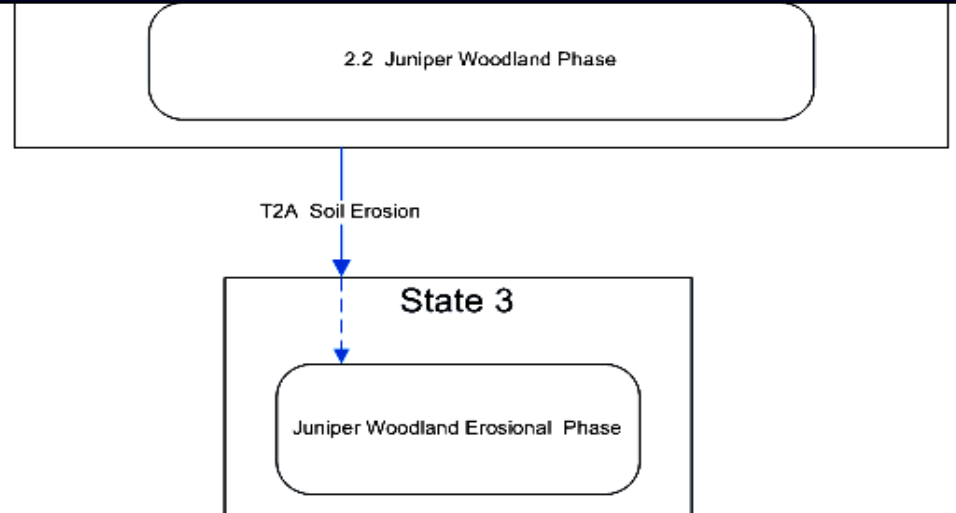 2.2 Juniper Woodland Phase
T2A Soil Erosion
State 3
Juniper Woodland Erosional Phase